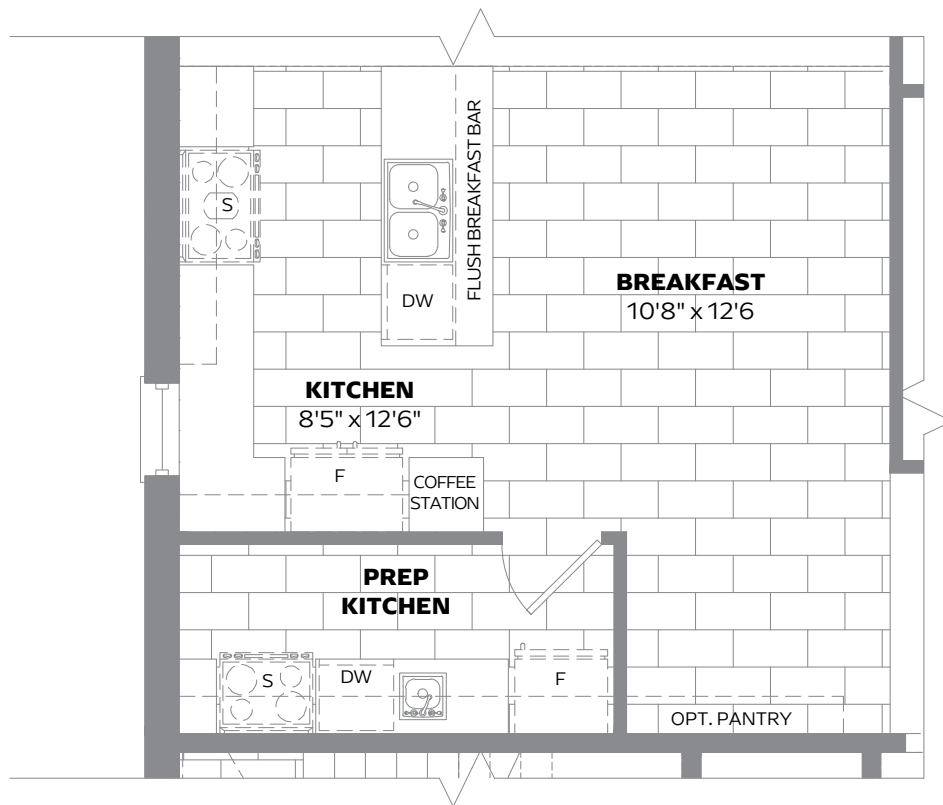 S
FLUSH BREAKFAST BAR
DW
BREAKFAST
10'8" x 12'6
KITCHEN
8'5" x 12'6"
F
COFFEE
STATION
PREP
KITCHEN
S
DW
F
OPT. PANTRY